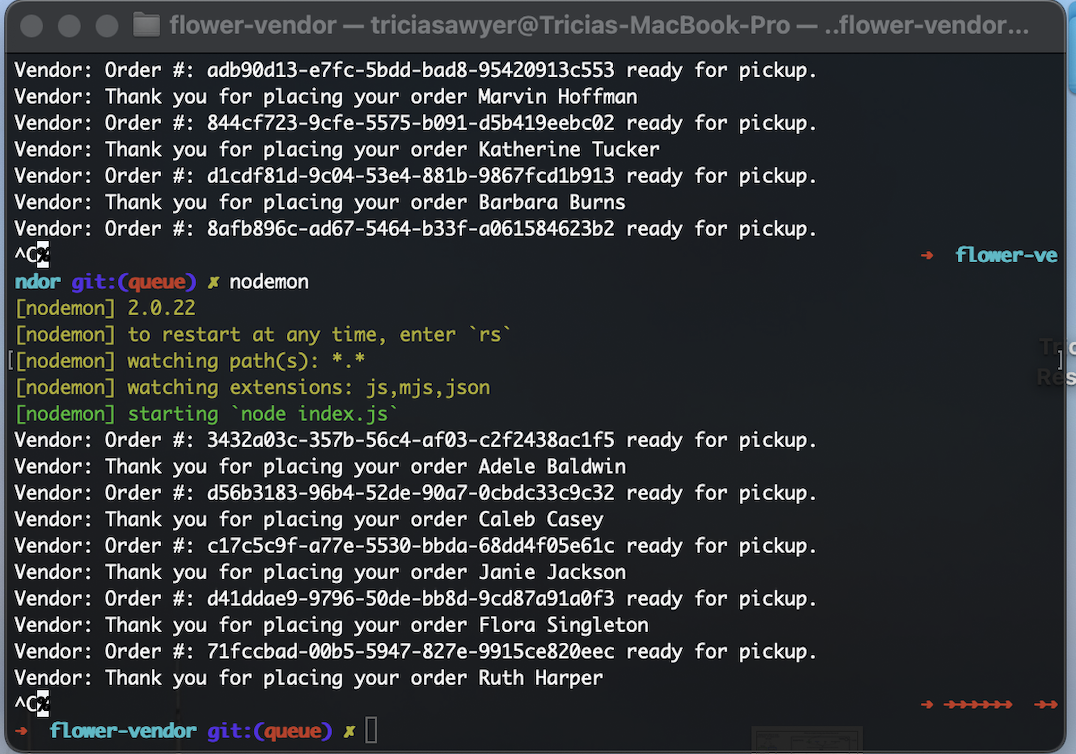 flower-vendor — triciasawyer@Tricias-MacBook-Pro — ..flower-vendor...
Vendor: Order #: adb90d13-e7fc-5bdd-bad8-95420913c553 ready for pickup.
Vendor: Thank you for placing your order Marvin Hoffman
Vendor: Order #: 844cf723-9cfe-5575-b091-d5b419eebc02 ready for pickup.
Vendor: Thank you for placing your order Katherine Tucker
Vendor: Order #: d1cdf81d-9c04-53e4-881b-9867fcd1b913 ready for pickup.
Vendor: Thank you for placing your order Barbara Burns
Vendor: Order #: 8afb896c-ad67-5464-b33f-a061584623b2 ready for pickup.
^C% ➜ flower-ve
ndor git:(queue) ✗ nodemon
[nodemon] 2.0.22
[nodemon] to restart at any time, enter `rs`
[nodemon] watching path(s): *.*
[nodemon] watching extensions: js,mjs,json
[nodemon] starting `node index.js`
Vendor: Order #: 3432a03c-357b-56c4-af03-c2f2438ac1f5 ready for pickup.
Vendor: Thank you for placing your order Adele Baldwin
Vendor: Order #: d56b3183-96b4-52de-90a7-0cbdc33c9c32 ready for pickup.
Vendor: Thank you for placing your order Caleb Casey
Vendor: Order #: c17c5c9f-a77e-5530-bbda-68dd4f05e61c ready for pickup.
Vendor: Thank you for placing your order Janie Jackson
Vendor: Order #: d41ddae9-9796-50de-bb8d-9cd87a91a0f3 ready for pickup.
Vendor: Thank you for placing your order Flora Singleton
Vendor: Order #: 71fccbad-00b5-5947-827e-9915ce820eec ready for pickup.
Vendor: Thank you for placing your order Ruth Harper
^C% ➜ ➜➜➜➜➜➜ ➜➜
➜ flower-vendor git:(queue) ✗